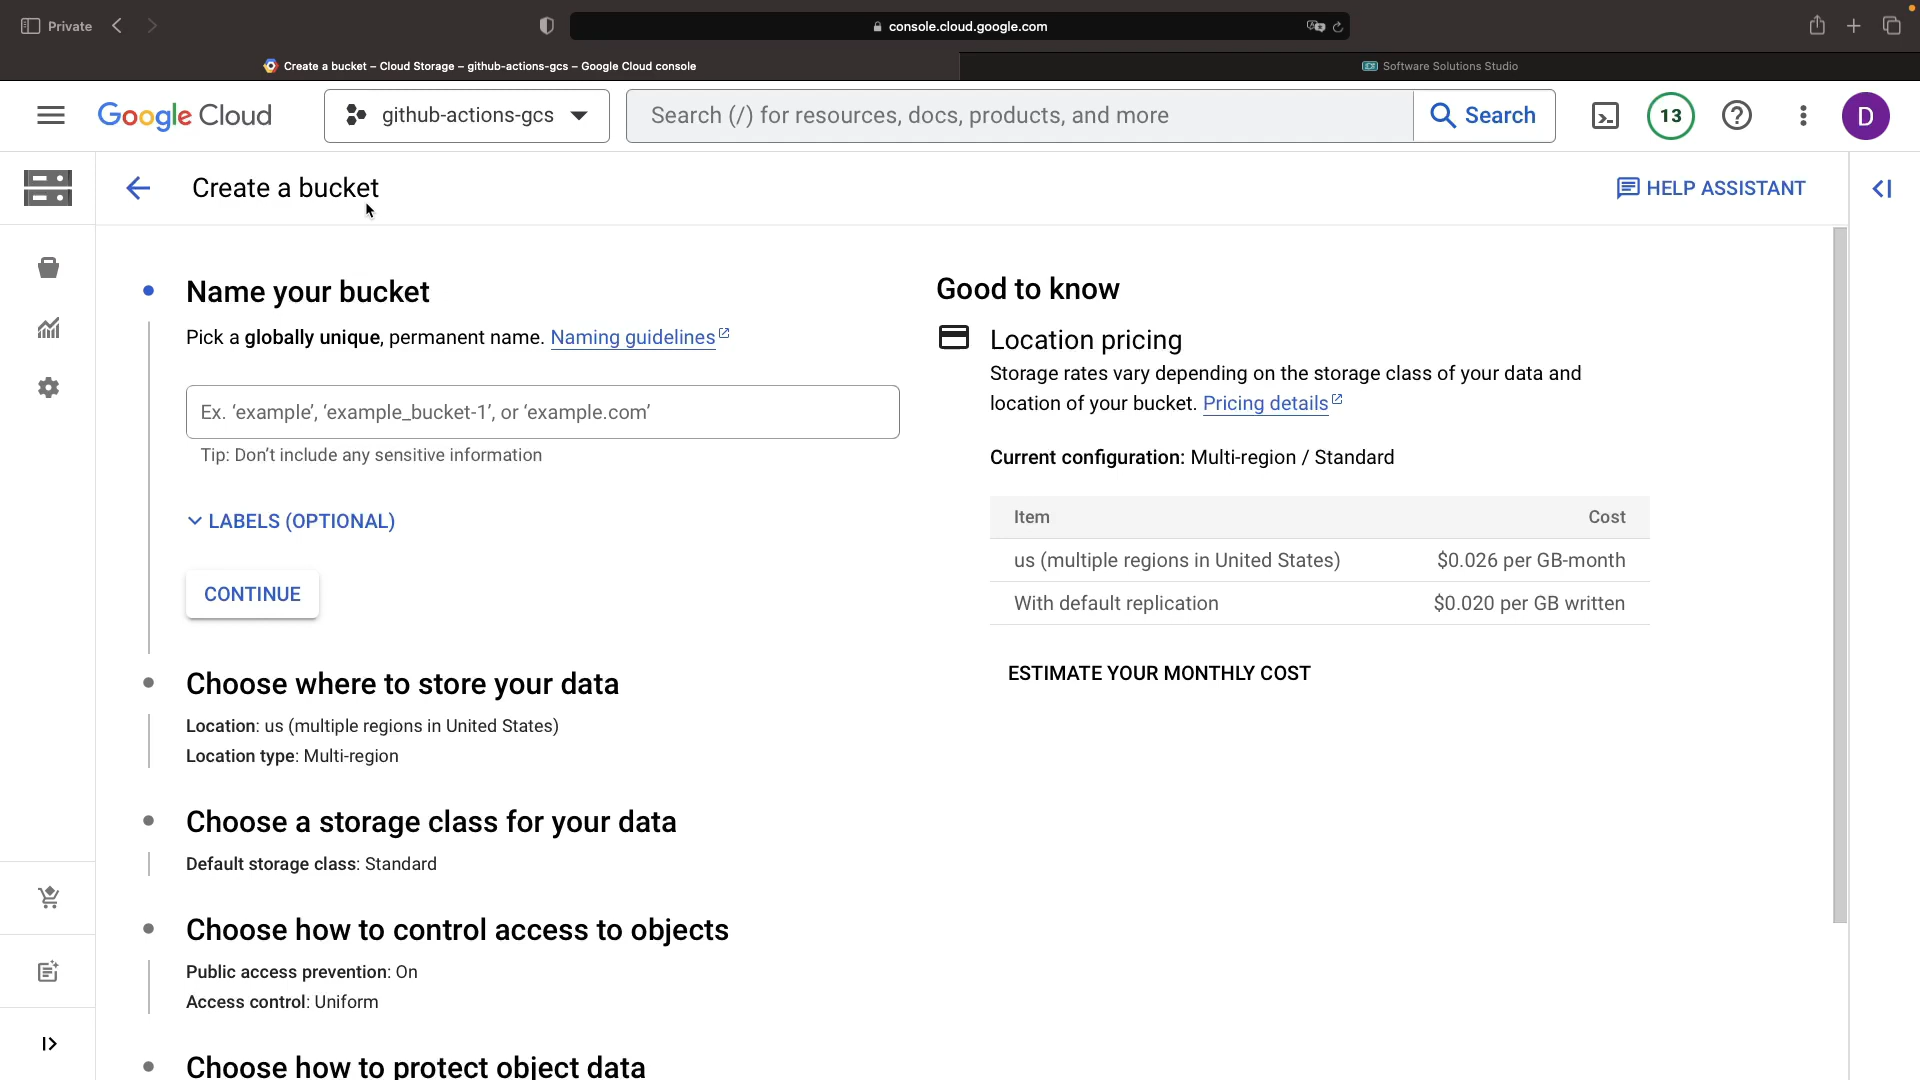 Private
console.cloud.google.com
Create a bucket – Cloud Storage – github-actions-gcs – Google Cloud console
Software Solutions Studio
Google Cloud
github-actions-gcs
Search (/) for resources, docs, products, and more
Search
13
D
Create a bucket
HELP ASSISTANT
Name your bucket
Pick a globally unique, permanent name. Naming guidelines
Ex. ‘example’, ‘example_bucket-1’, or ‘example.com’
Tip: Don’t include any sensitive information
LABELS (OPTIONAL)
CONTINUE
Choose where to store your data
Location: us (multiple regions in United States)
Location type: Multi-region
Choose a storage class for your data
Default storage class: Standard
Choose how to control access to objects
Public access prevention: On
Access control: Uniform
Choose how to protect object data
Good to know
Location pricing
Storage rates vary depending on the storage class of your data and
location of your bucket. Pricing details
Current configuration: Multi-region / Standard
Item Cost
us (multiple regions in United States) $0.026 per GB-month
With default replication $0.020 per GB written
ESTIMATE YOUR MONTHLY COST